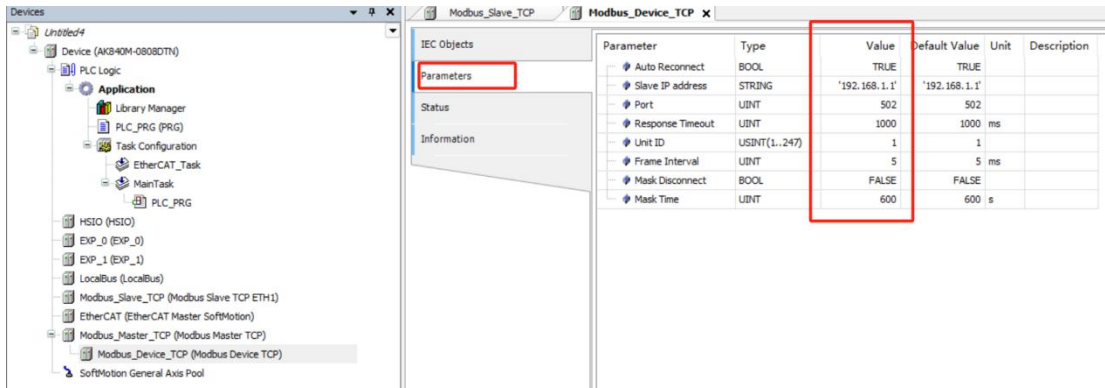 Devices
Untitled4
Device (AK840M-0808DTN)
PLC Logic
Application
Library Manager
PLC_PRG (PRG)
Task Configuration
EtherCAT_Task
MainTask
PLC_PRG
HSIO (HSIO)
EXP_0 (EXP_0)
EXP_1 (EXP_1)
LocalBus (LocalBus)
Modbus_Slave_TCP (Modbus Slave TCP ETH1)
EtherCAT (EtherCAT Master SoftMotion)
Modbus_Master_TCP (Modbus Master TCP)
Modbus_Device_TCP (Modbus Device TCP)
SoftMotion General Axis Pool
Modbus_Slave_TCP Modbus_Device_TCP X
IEC Objects
Parameters
Status
Information
Parameter Type Value Default Value Unit Description
Auto Reconnect BOOL TRUE TRUE
Slave IP address STRING '192.168.1.1' '192.168.1.1'
Port UINT 502 502
Response Timeout UINT 1000 1000 ms
Unit ID USINT(1..247) 1 1
Frame Interval UINT 5 5 ms
Mask Disconnect BOOL FALSE FALSE
Mask Time UINT 600 600 s